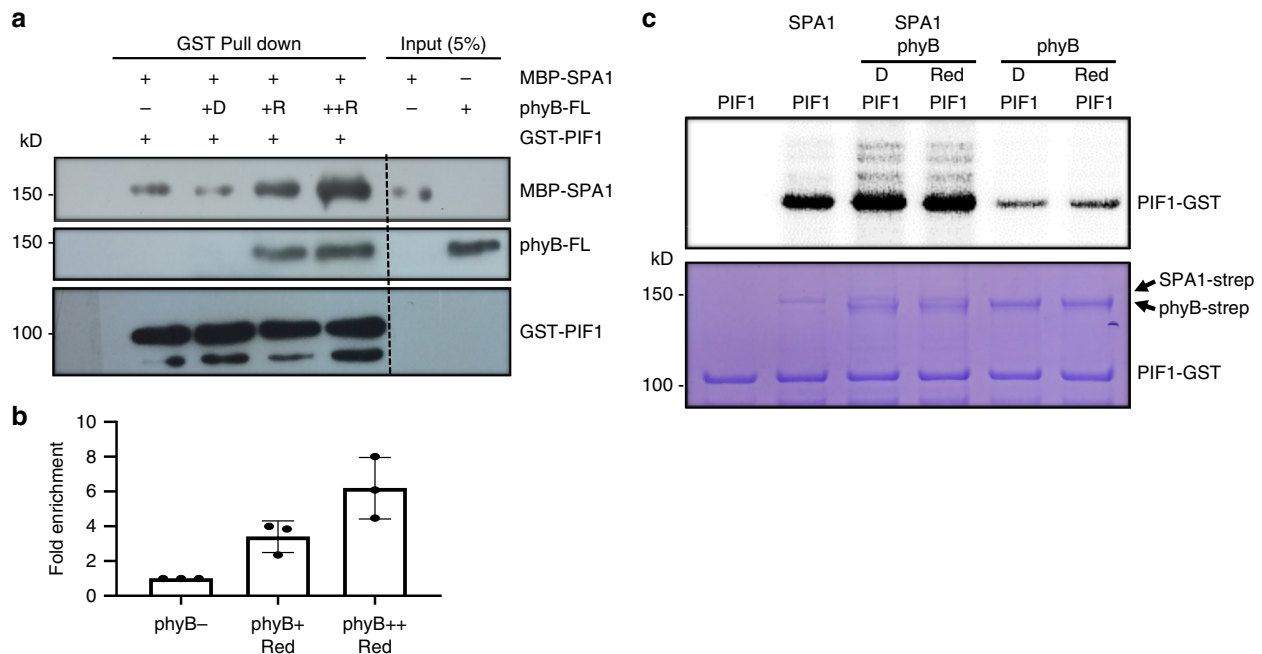 a
GST Pull down Input (5%)
+ + + + + – MBP-SPA1
– +D +R ++R – + phyB-FL
kD + + + + GST-PIF1
150 - MBP-SPA1
150 - phyB-FL
100 - GST-PIF1
b
Fold enrichment
10
8
6
4
2
0
phyB– phyB+ Red phyB++ Red
c
SPA1 SPA1 phyB phyB
D Red D Red
PIF1 PIF1 PIF1 PIF1 PIF1 PIF1
PIF1-GST
kD
150 - SPA1-strep
phyB-strep
100 - PIF1-GST